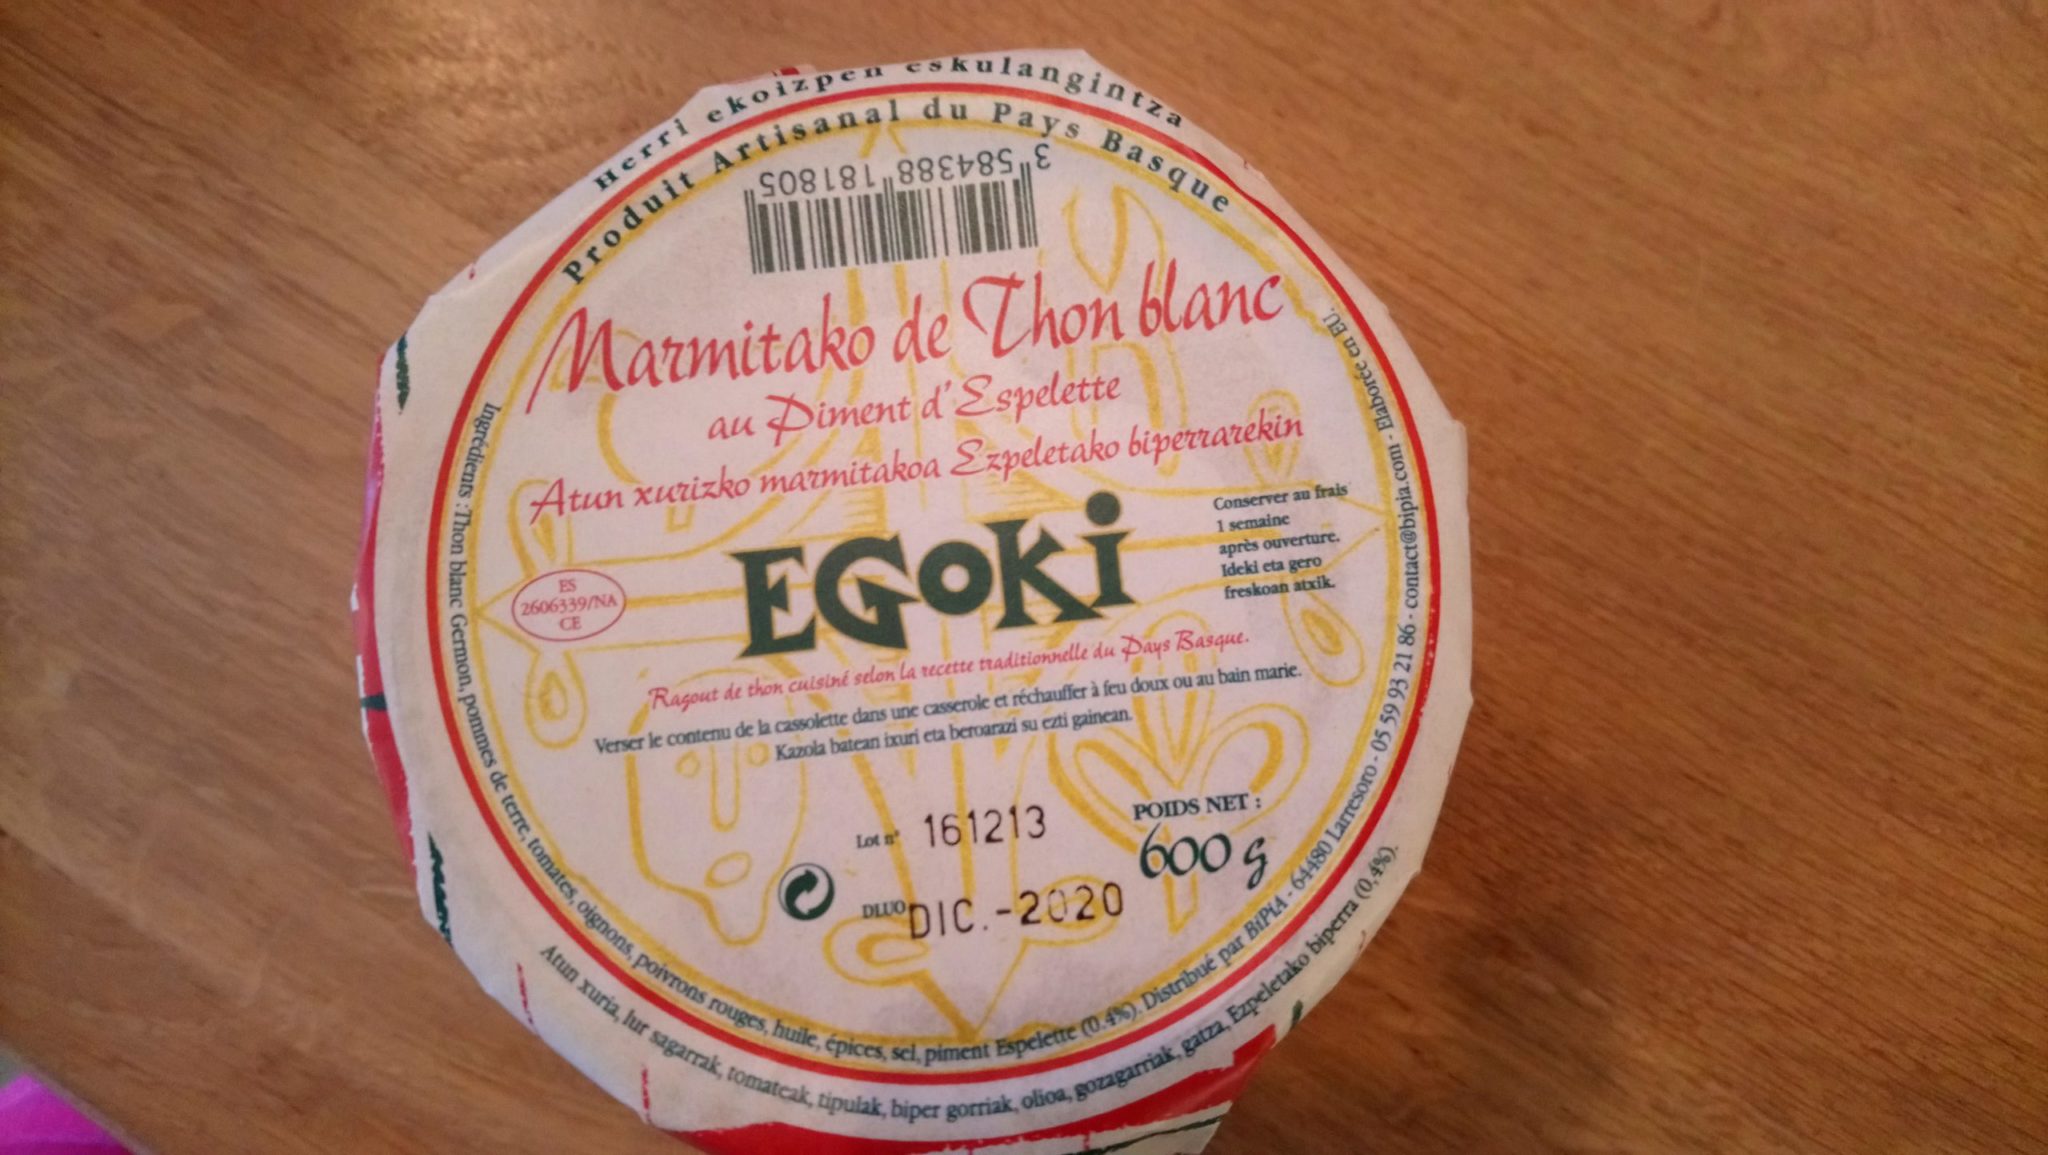 Herri ekoizpen eskulangintza
Produit Artisanal du Pays Basque
3 584388 181805
Marmitako de Thon blanc
au Piment d'Espelette
Atun xurizko marmitakoa Ezpeletako biperrarekin
EGOKI
Conserver au frais
1 semaine
après ouverture.
Ideki eta gero
freskoan atxik.
ES
2606339/NA
CE
Ragout de thon cuisiné selon la recette traditionnelle du Pays Basque.
Verser le contenu de la cassolette dans une casserole et réchauffer à feu doux ou au bain marie.
Kazola batean ixuri eta beroarazi su ezti gainean.
Lot n° 161213
DLUO DIC.-2020
POIDS NET :
600 g
Ingrédients : Thon blanc Germon, pommes de terre, tomates, oignons, poivrons rouges, huile, épices, sel, piment Espelette (0.4%). Distribué par BiPiA - 64480 Larresoro - 05 59 93 21 86 - contact@bipia.com - Elaborée en EU.
Atun xuria, lur sagarrak, tomateak, tipulak, biper gorriak, olioa, gozagarriak, gatza, Ezpeletako biperra (0,4%).